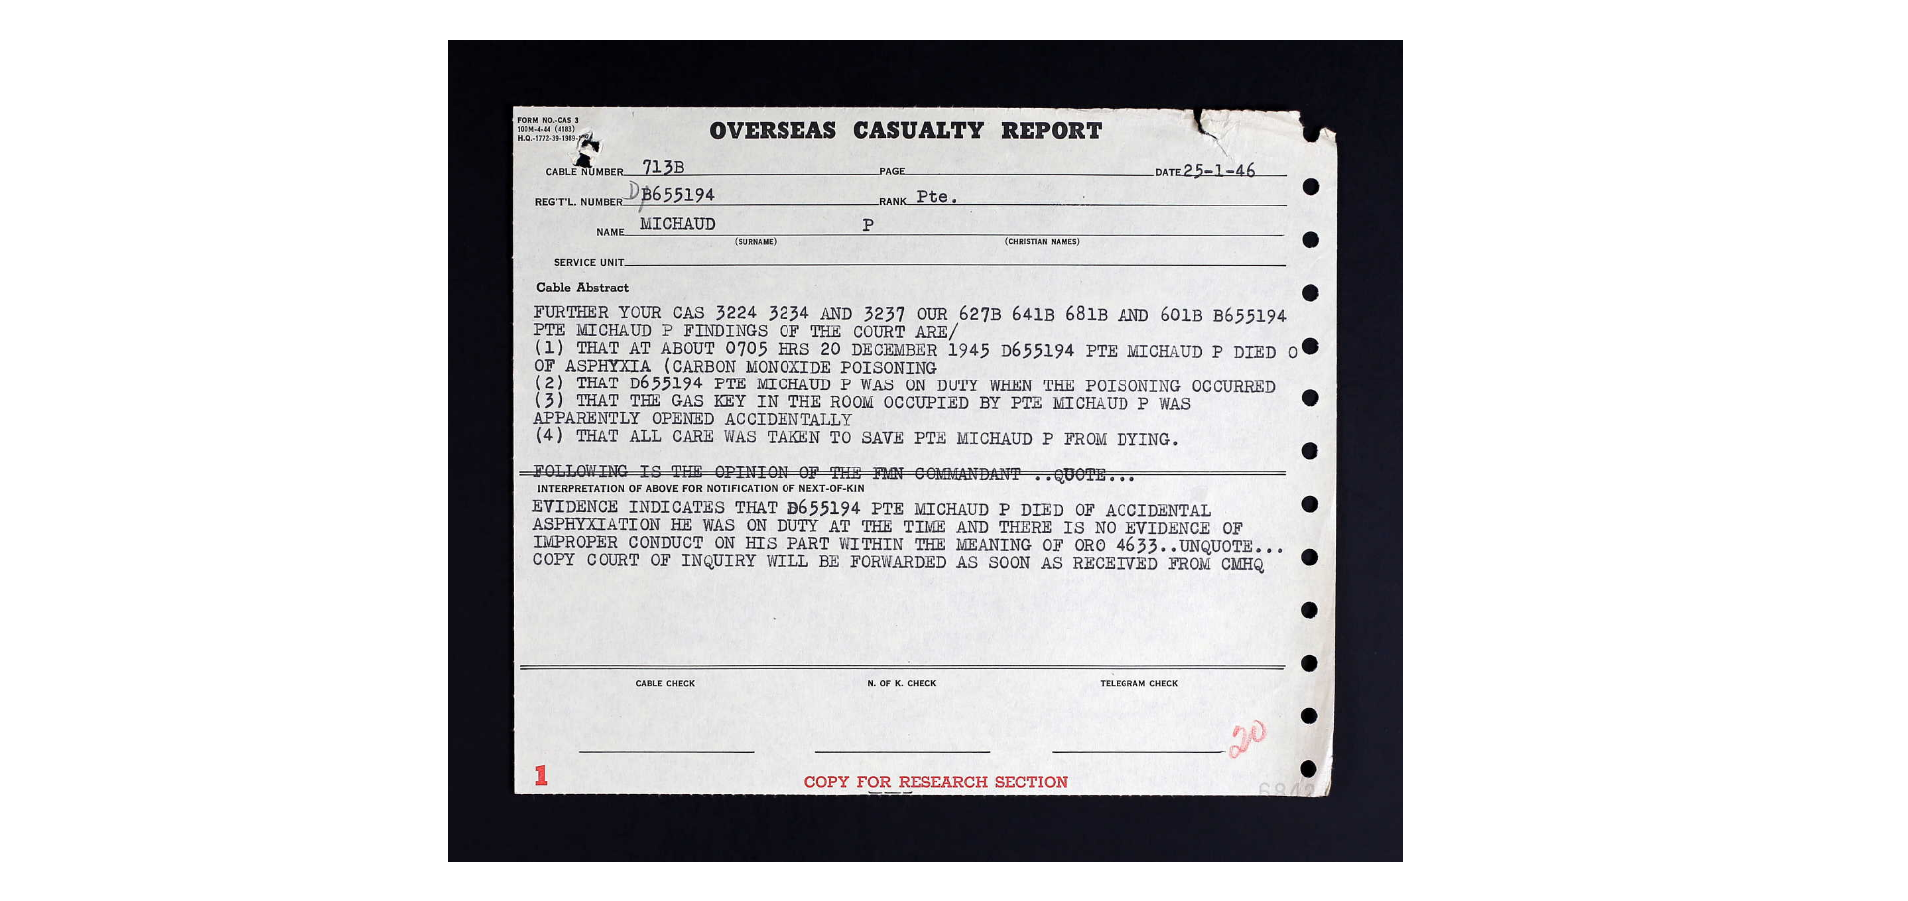 FORM NO.-CAS 3
100M-4-44 (4183)
H.Q.-1772-39-1989-
OVERSEAS CASUALTY REPORT
CABLE NUMBER 713B PAGE DATE 25-1-46
REG'T'L. NUMBER D B655194 RANK Pte.
NAME MICHAUD P
(SURNAME) (CHRISTIAN NAMES)
SERVICE UNIT
Cable Abstract
FURTHER YOUR CAS 3224 3234 AND 3237 OUR 627B 641B 681B AND 601B B655194
PTE MICHAUD P FINDINGS OF THE COURT ARE/
(1) THAT AT ABOUT 0705 HRS 20 DECEMBER 1945 D655194 PTE MICHAUD P DIED O
OF ASPHYXIA (CARBON MONOXIDE POISONING
(2) THAT D655194 PTE MICHAUD P WAS ON DUTY WHEN THE POISONING OCCURRED
(3) THAT THE GAS KEY IN THE ROOM OCCUPIED BY PTE MICHAUD P WAS
APPARENTLY OPENED ACCIDENTALLY
(4) THAT ALL CARE WAS TAKEN TO SAVE PTE MICHAUD P FROM DYING.
FOLLOWING IS THE OPINION OF THE FMN COMMANDANT ..QUOTE...
INTERPRETATION OF ABOVE FOR NOTIFICATION OF NEXT-OF-KIN
EVIDENCE INDICATES THAT D655194 PTE MICHAUD P DIED OF ACCIDENTAL
ASPHYXIATION HE WAS ON DUTY AT THE TIME AND THERE IS NO EVIDENCE OF
IMPROPER CONDUCT ON HIS PART WITHIN THE MEANING OF ORO 4633..UNQUOTE...
COPY COURT OF INQUIRY WILL BE FORWARDED AS SOON AS RECEIVED FROM CMHQ
CABLE CHECK N. OF K. CHECK TELEGRAM CHECK
20
1 COPY FOR RESEARCH SECTION